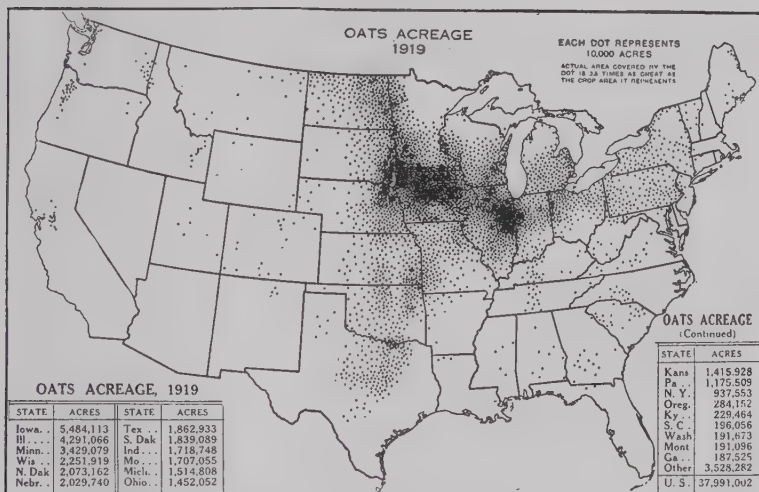 OATS ACREAGE
1919
EACH DOT REPRESENTS
10,000 ACRES
ACTUAL AREA COVERED BY THE
DOT IS 3.8 TIMES AS GREAT AS
THE CROP AREA IT REPRESENTS
OATS ACREAGE, 1919
STATE ACRES STATE ACRES
Iowa. . 5,484,113 Tex . . 1,862,933
Ill . . . . 4,291,066 S. Dak 1,839,089
Minn. . 3,429,079 Ind . . . 1,718,748
Wis . . 2,251,919 Mo . . . 1,707,055
N. Dak 2,073,162 Mich. . 1,514,808
Nebr. . 2,029,740 Ohio. . 1,452,052
OATS ACREAGE
(Continued)
STATE ACRES
Kans 1,415,928
Pa . . 1,175,509
N. Y. 937,553
Oreg. 284,152
Ky. . 229,464
S. C . 196,056
Wash 191,673
Mont 191,096
Ga . . 187,525
Other 3,528,282
U. S. 37,991,002